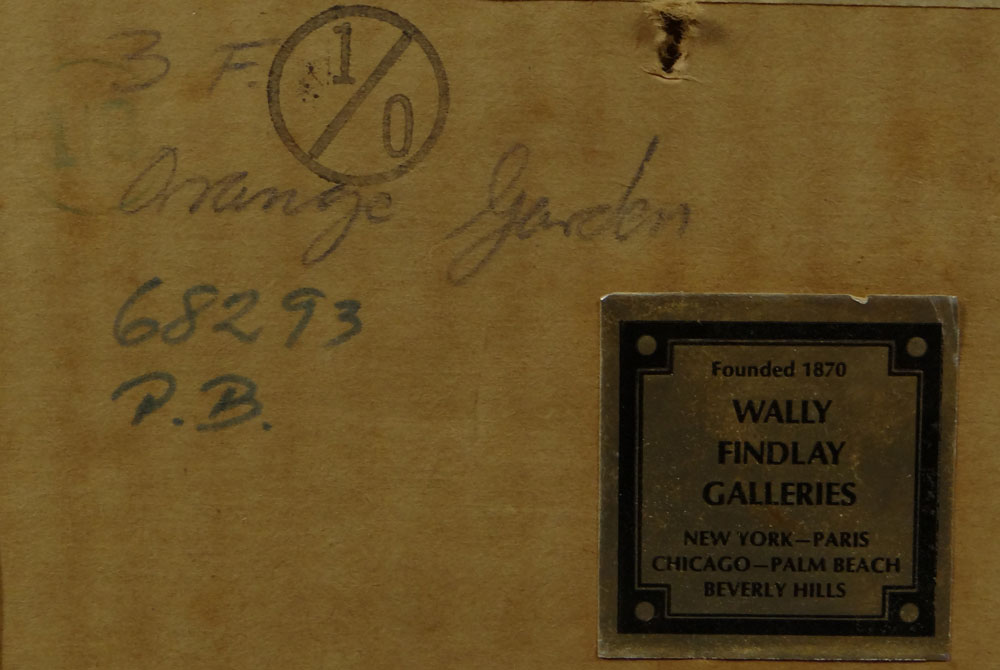 3 F.
1/0
Orange Garden
68293
P.B.
Founded 1870
WALLY
FINDLAY
GALLERIES
NEW YORK—PARIS
CHICAGO—PALM BEACH
BEVERLY HILLS